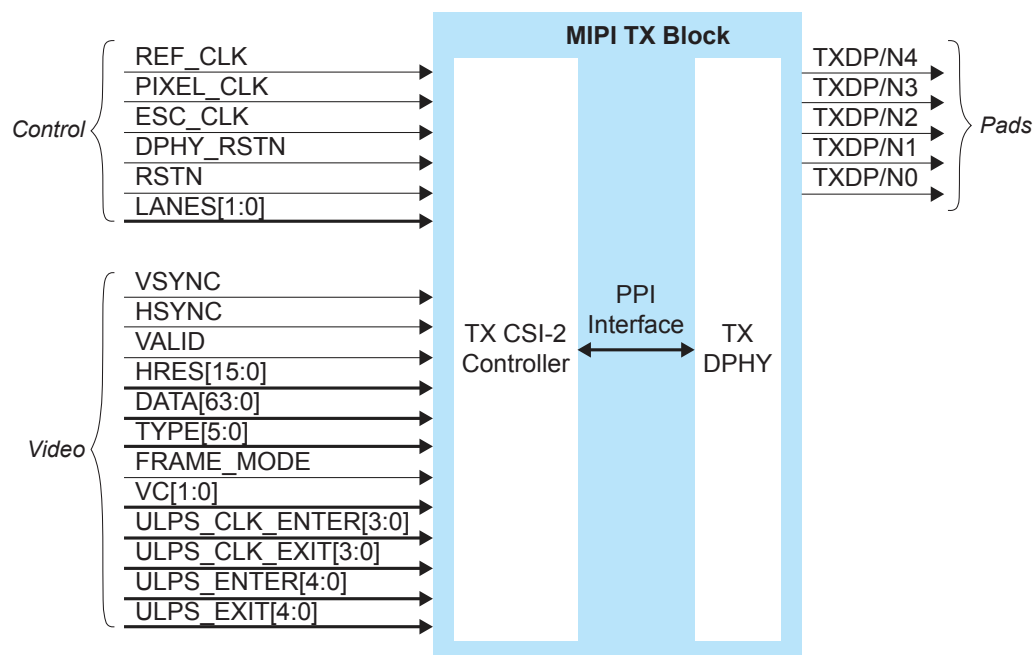 MIPI TX Block
Control
REF_CLK
PIXEL_CLK
ESC_CLK
DPHY_RSTN
RSTN
LANES[1:0]
TXDP/N4
TXDP/N3
TXDP/N2
TXDP/N1
TXDP/N0
Pads
Video
VSYNC
HSYNC
VALID
HRES[15:0]
DATA[63:0]
TYPE[5:0]
FRAME_MODE
VC[1:0]
ULPS_CLK_ENTER[3:0]
ULPS_CLK_EXIT[3:0]
ULPS_ENTER[4:0]
ULPS_EXIT[4:0]
TX CSI-2
Controller
PPI
Interface
TX
DPHY